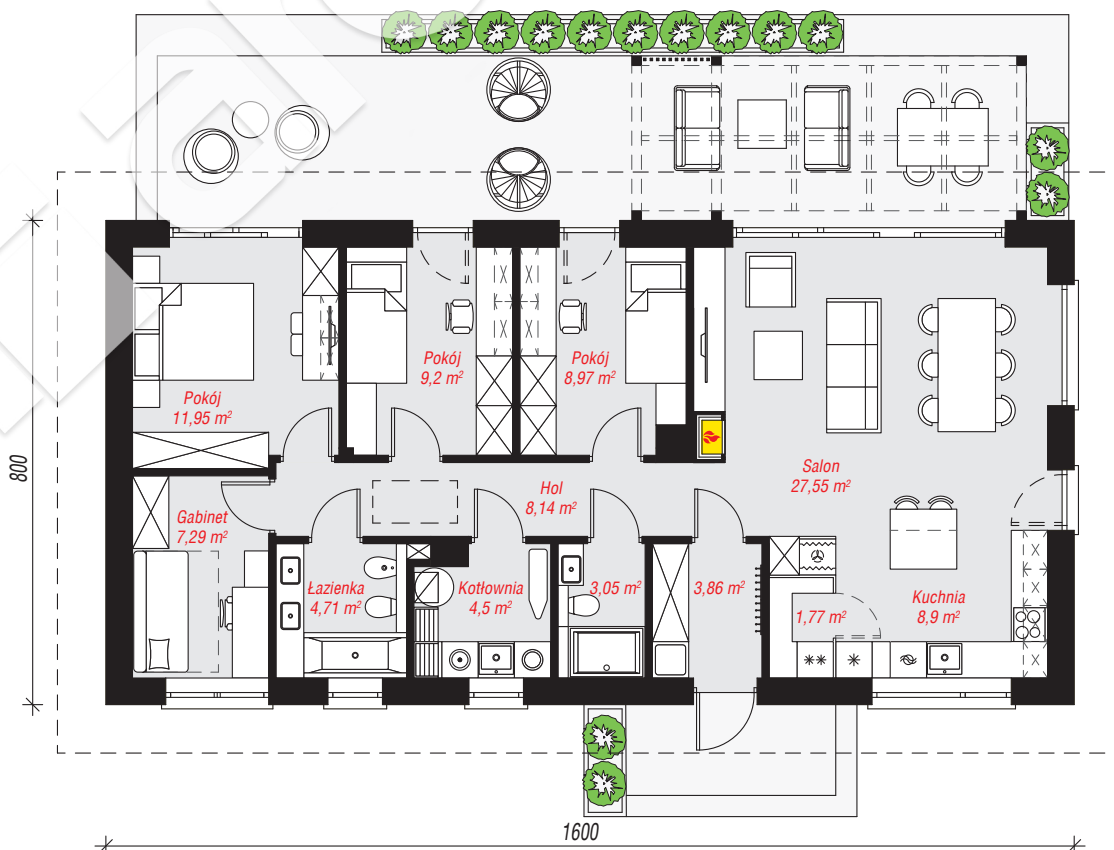 Pokój
11,95 m²
Pokój
9,2 m²
Pokój
8,97 m²
Salon
27,55 m²
Hol
8,14 m²
Gabinet
7,29 m²
Łazienka
4,71 m²
Kotłownia
4,5 m²
3,05 m²
3,86 m²
1,77 m²
Kuchnia
8,9 m²
800
1600